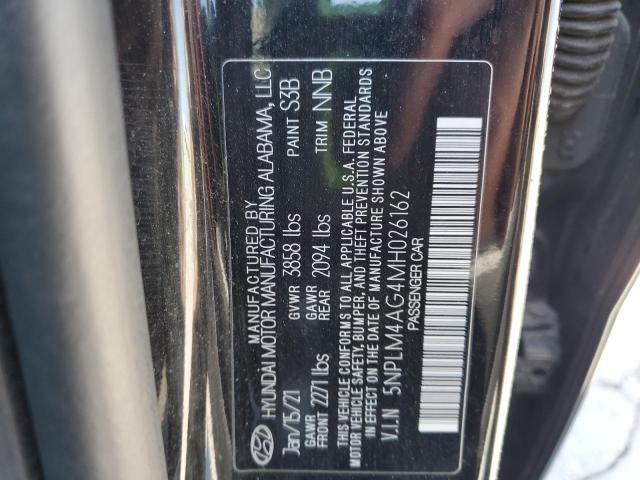 MANUFACTURED BY
HYUNDAI MOTOR MANUFACTURING ALABAMA, LLC
Jan/15/21 GVWR 3858 lbs PAINT S3B
GAWR FRONT 2271 lbs GAWR REAR 2094 lbs TRIM NNB
THIS VEHICLE CONFORMS TO ALL APPLICABLE U.S.A. FEDERAL
MOTOR VEHICLE SAFETY, BUMPER, AND THEFT PREVENTION STANDARDS
IN EFFECT ON THE DATE OF MANUFACTURE SHOWN ABOVE
V.I.N 5NPLM4AG4MH026162
PASSENGER CAR